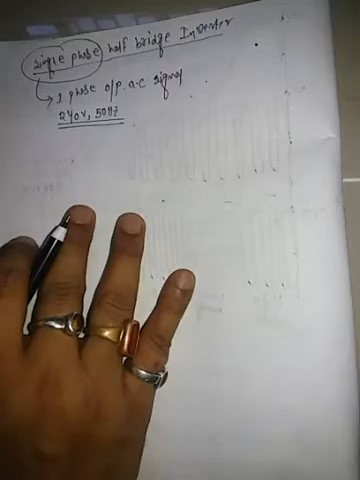 single phase half bridge Inverter
→ 1 phase o/p a.c signal
240V, 50Hz